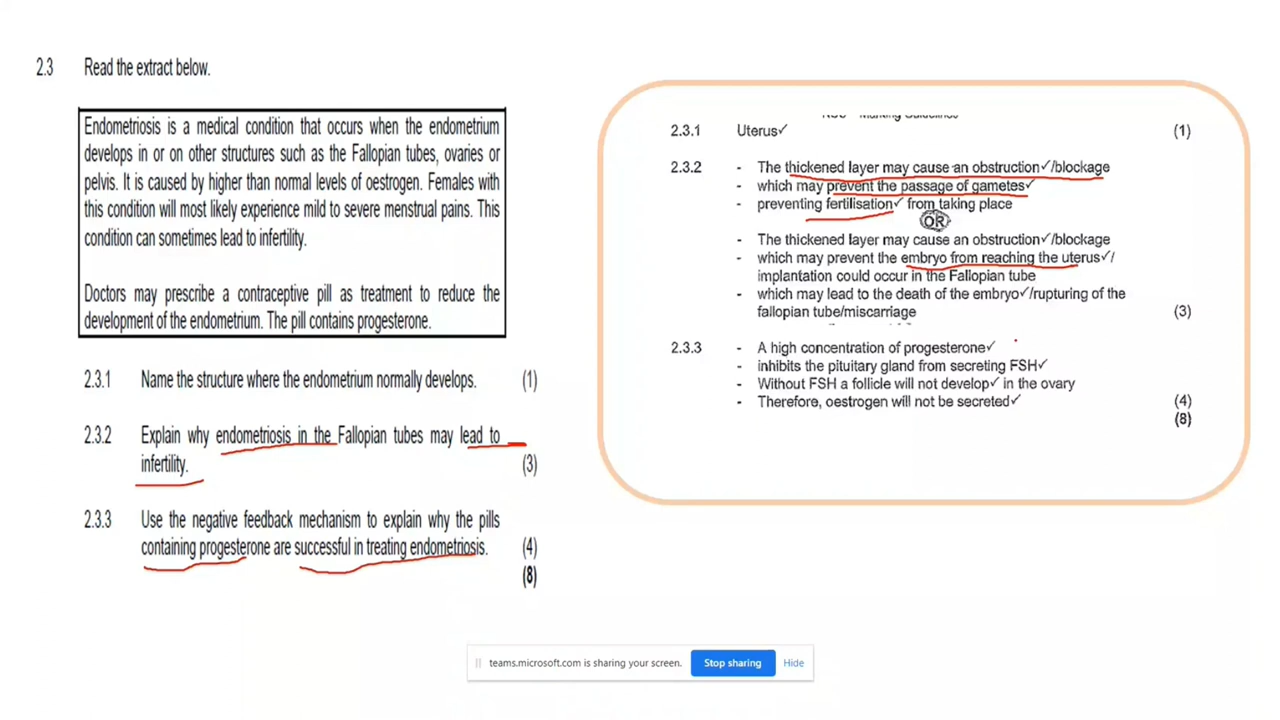 2.3 Read the extract below.
Endometriosis is a medical condition that occurs when the endometrium
develops in or on other structures such as the Fallopian tubes, ovaries or
pelvis. It is caused by higher than normal levels of oestrogen. Females with
this condition will most likely experience mild to severe menstrual pains. This
condition can sometimes lead to infertility.
Doctors may prescribe a contraceptive pill as treatment to reduce the
development of the endometrium. The pill contains progesterone.
2.3.1 Name the structure where the endometrium normally develops. (1)
2.3.2 Explain why endometriosis in the Fallopian tubes may lead to
infertility. (3)
2.3.3 Use the negative feedback mechanism to explain why the pills
containing progesterone are successful in treating endometriosis. (4)
(8)
Marking Guidelines
2.3.1 Uterus✓ (1)
2.3.2 - The thickened layer may cause an obstruction✓/blockage
- which may prevent the passage of gametes✓
- preventing fertilisation✓ from taking place
OR
- The thickened layer may cause an obstruction✓/blockage
- which may prevent the embryo from reaching the uterus✓/
implantation could occur in the Fallopian tube
- which may lead to the death of the embryo✓/rupturing of the
fallopian tube/miscarriage (3)
2.3.3 - A high concentration of progesterone✓
- inhibits the pituitary gland from secreting FSH✓
- Without FSH a follicle will not develop✓ in the ovary
- Therefore, oestrogen will not be secreted✓ (4)
(8)
teams.microsoft.com is sharing your screen. Stop sharing Hide